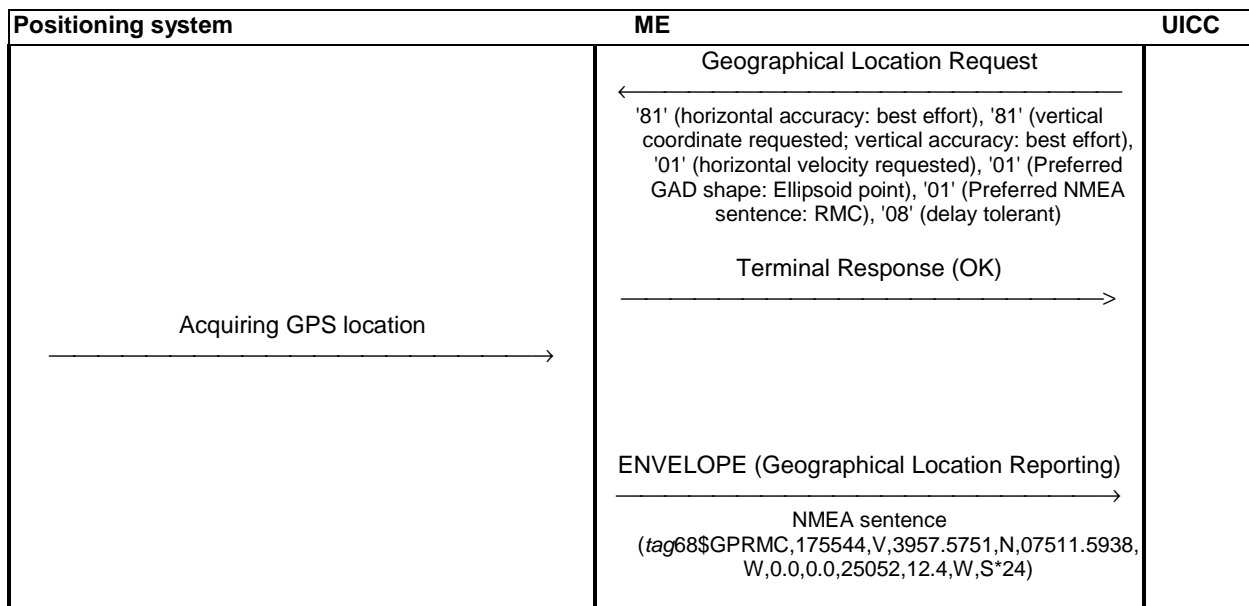 Positioning system ME UICC
Geographical Location Request
'81' (horizontal accuracy: best effort), '81' (vertical
coordinate requested; vertical accuracy: best effort),
'01' (horizontal velocity requested), '01' (Preferred
GAD shape: Ellipsoid point), '01' (Preferred NMEA
sentence: RMC), '08' (delay tolerant)
Terminal Response (OK)
Acquiring GPS location
ENVELOPE (Geographical Location Reporting)
NMEA sentence
(tag68$GPRMC,175544,V,3957.5751,N,07511.5938,
W,0.0,0.0,25052,12.4,W,S*24)